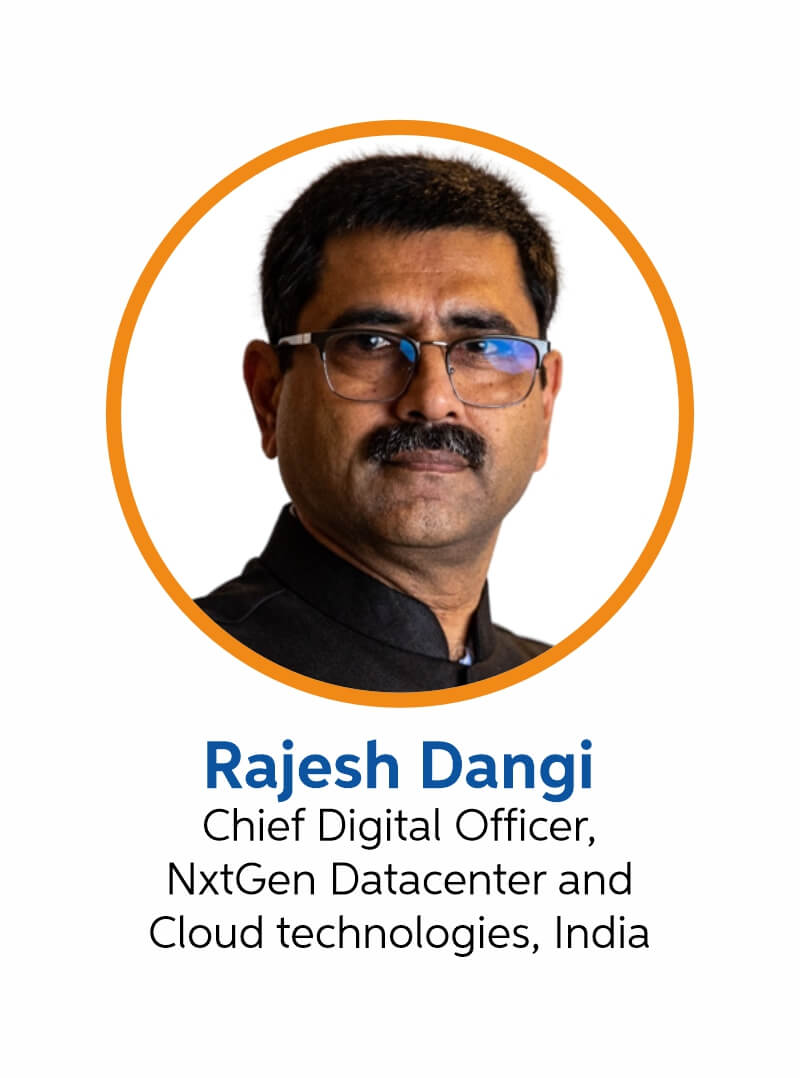 Rajesh Dangi
Chief Digital Officer,
NxtGen Datacenter and
Cloud technologies, India